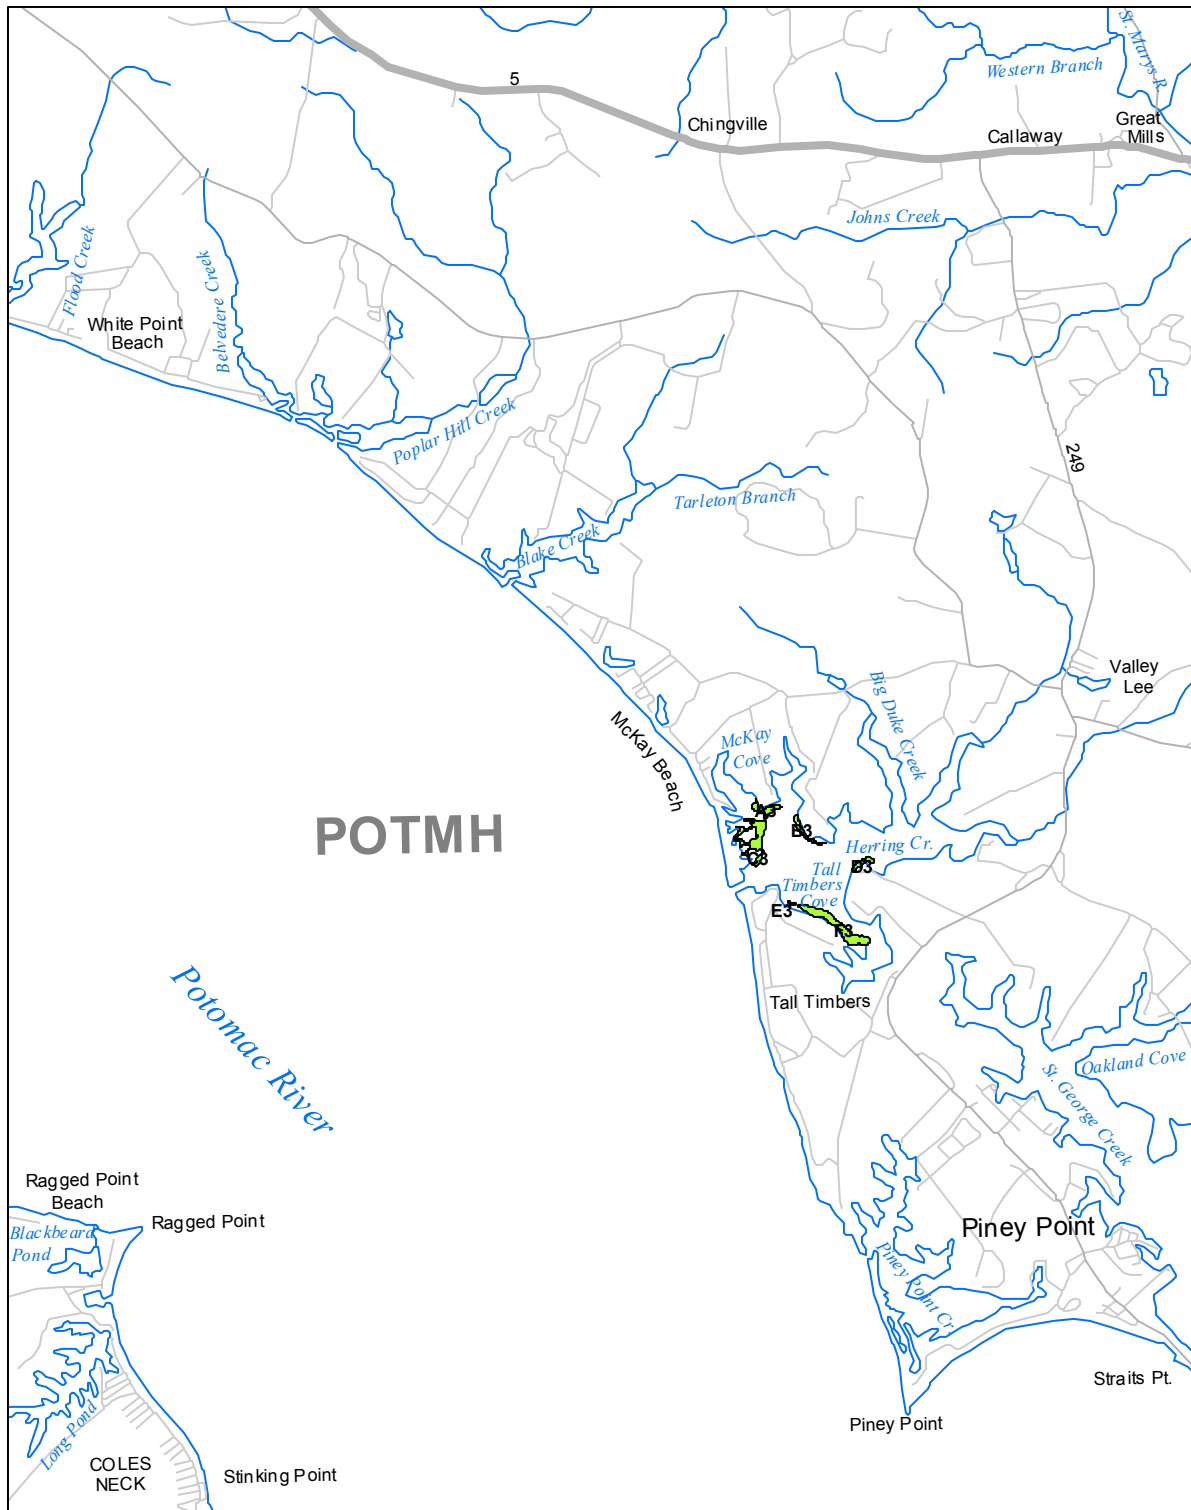 St. Marys R.
Western Branch
5
Chingville
Callaway
Great
Mills
Johns Creek
Flood Creek
Belvedere Creek
White Point
Beach
Poplar Hill Creek
249
Tarleton Branch
Blake Creek
Valley
Lee
Big Duke Creek
McKay Beach
McKay
Cove
A3
B3
C3
Herring Cr.
D3
Tall
Timbers
Cove
E3
F3
POTMH
Tall Timbers
Potomac River
Oakland Cove
St. George Creek
Ragged Point
Beach
Ragged Point
Blackbeard
Pond
Piney Point
Piney Point Cr.
Straits Pt.
Piney Point
Long Pond
COLES
NECK
Stinking Point